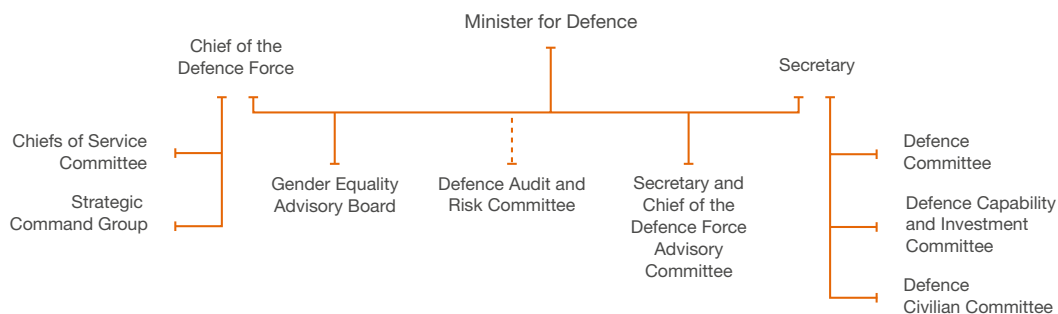 Minister for Defence
Chief of the
Defence Force
Secretary
Chiefs of Service
Committee
Strategic
Command Group
Gender Equality
Advisory Board
Defence Audit and
Risk Committee
Secretary and
Chief of the
Defence Force
Advisory
Committee
Defence
Committee
Defence Capability
and Investment
Committee
Defence
Civilian Committee